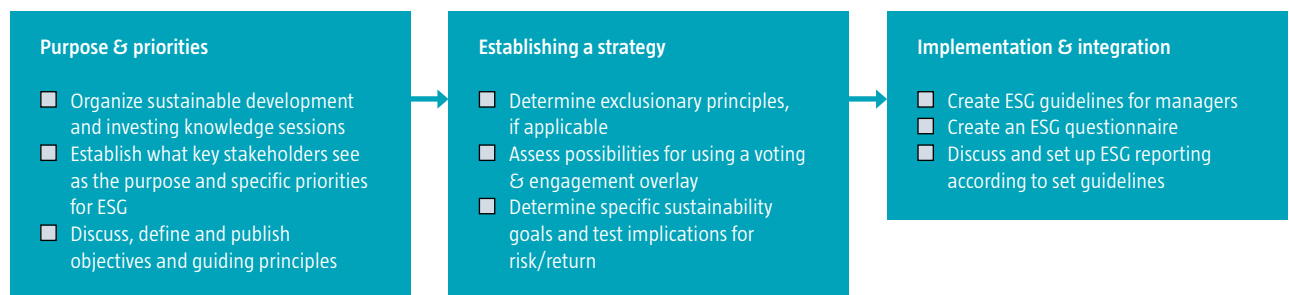 Purpose & priorities
Organize sustainable development
and investing knowledge sessions
Establish what key stakeholders see
as the purpose and specific priorities
for ESG
Discuss, define and publish
objectives and guiding principles
Establishing a strategy
Determine exclusionary principles,
if applicable
Assess possibilities for using a voting
& engagement overlay
Determine specific sustainability
goals and test implications for
risk/return
Implementation & integration
Create ESG guidelines for managers
Create an ESG questionnaire
Discuss and set up ESG reporting
according to set guidelines